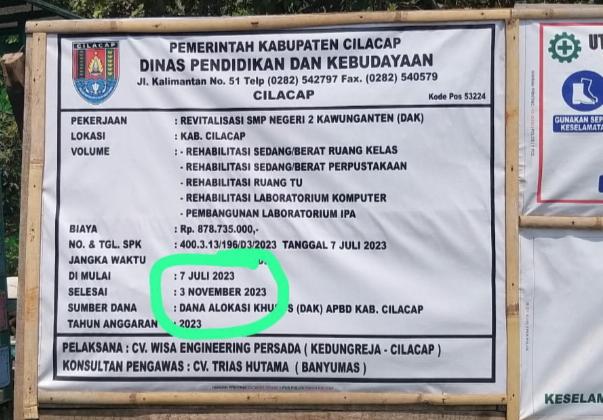 CILACAP
PEMERINTAH KABUPATEN CILACAP
DINAS PENDIDIKAN DAN KEBUDAYAAN
Jl. Kalimantan No. 51 Telp (0282) 542797 Fax. (0282) 540579
CILACAP
Kode Pos 53224
PEKERJAAN : REVITALISASI SMP NEGERI 2 KAWUNGANTEN (DAK)
LOKASI : KAB. CILACAP
VOLUME : - REHABILITASI SEDANG/BERAT RUANG KELAS
- REHABILITASI SEDANG/BERAT PERPUSTAKAAN
- REHABILITASI RUANG TU
- REHABILITASI LABORATORIUM KOMPUTER
- PEMBANGUNAN LABORATORIUM IPA
BIAYA : Rp. 878.735.000,-
NO. & TGL. SPK : 400.3.13/196/D3/2023 TANGGAL 7 JULI 2023
JANGKA WAKTU
DI MULAI : 7 JULI 2023
SELESAI : 3 NOVEMBER 2023
SUMBER DANA : DANA ALOKASI (DAK) APBD KAB. CILACAP
TAHUN ANGGARAN : 2023
PELAKSANA : CV. WISA ENGINEERING PERSADA ( KEDUNGREJA - CILACAP )
KONSULTAN PENGAWAS : CV. TRIAS HUTAMA ( BANYUMAS )
UT
GUNAKAN SEP
KESELAMATA
KESELAM